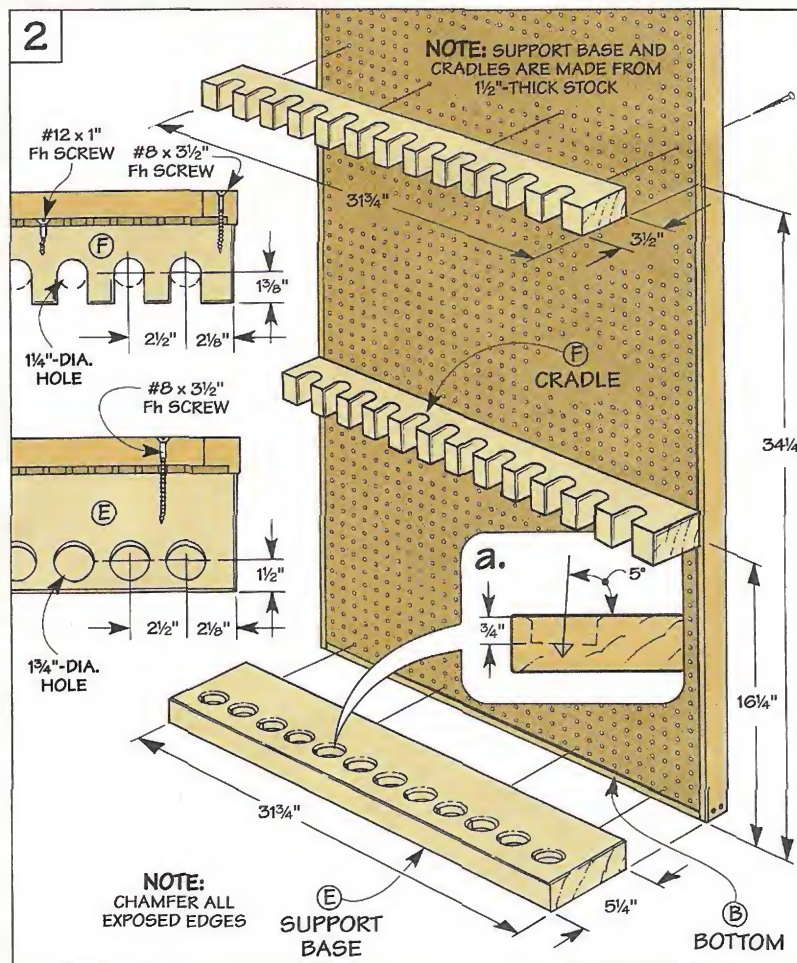 2
NOTE: SUPPORT BASE AND
CRADLES ARE MADE FROM
1½"-THICK STOCK
#12 x 1"
Fh SCREW
#8 x 3½"
Fh SCREW
31¾"
3½"
F
1⅜"
2½"
2⅛"
1¼"-DIA.
HOLE
F
CRADLE
#8 x 3½"
Fh SCREW
34¼"
E
a.
5°
¾"
1½"
2½"
2⅛"
1¾"-DIA.
HOLE
16¼"
31¾"
5¼"
NOTE:
CHAMFER ALL
EXPOSED EDGES
E
SUPPORT
BASE
B
BOTTOM